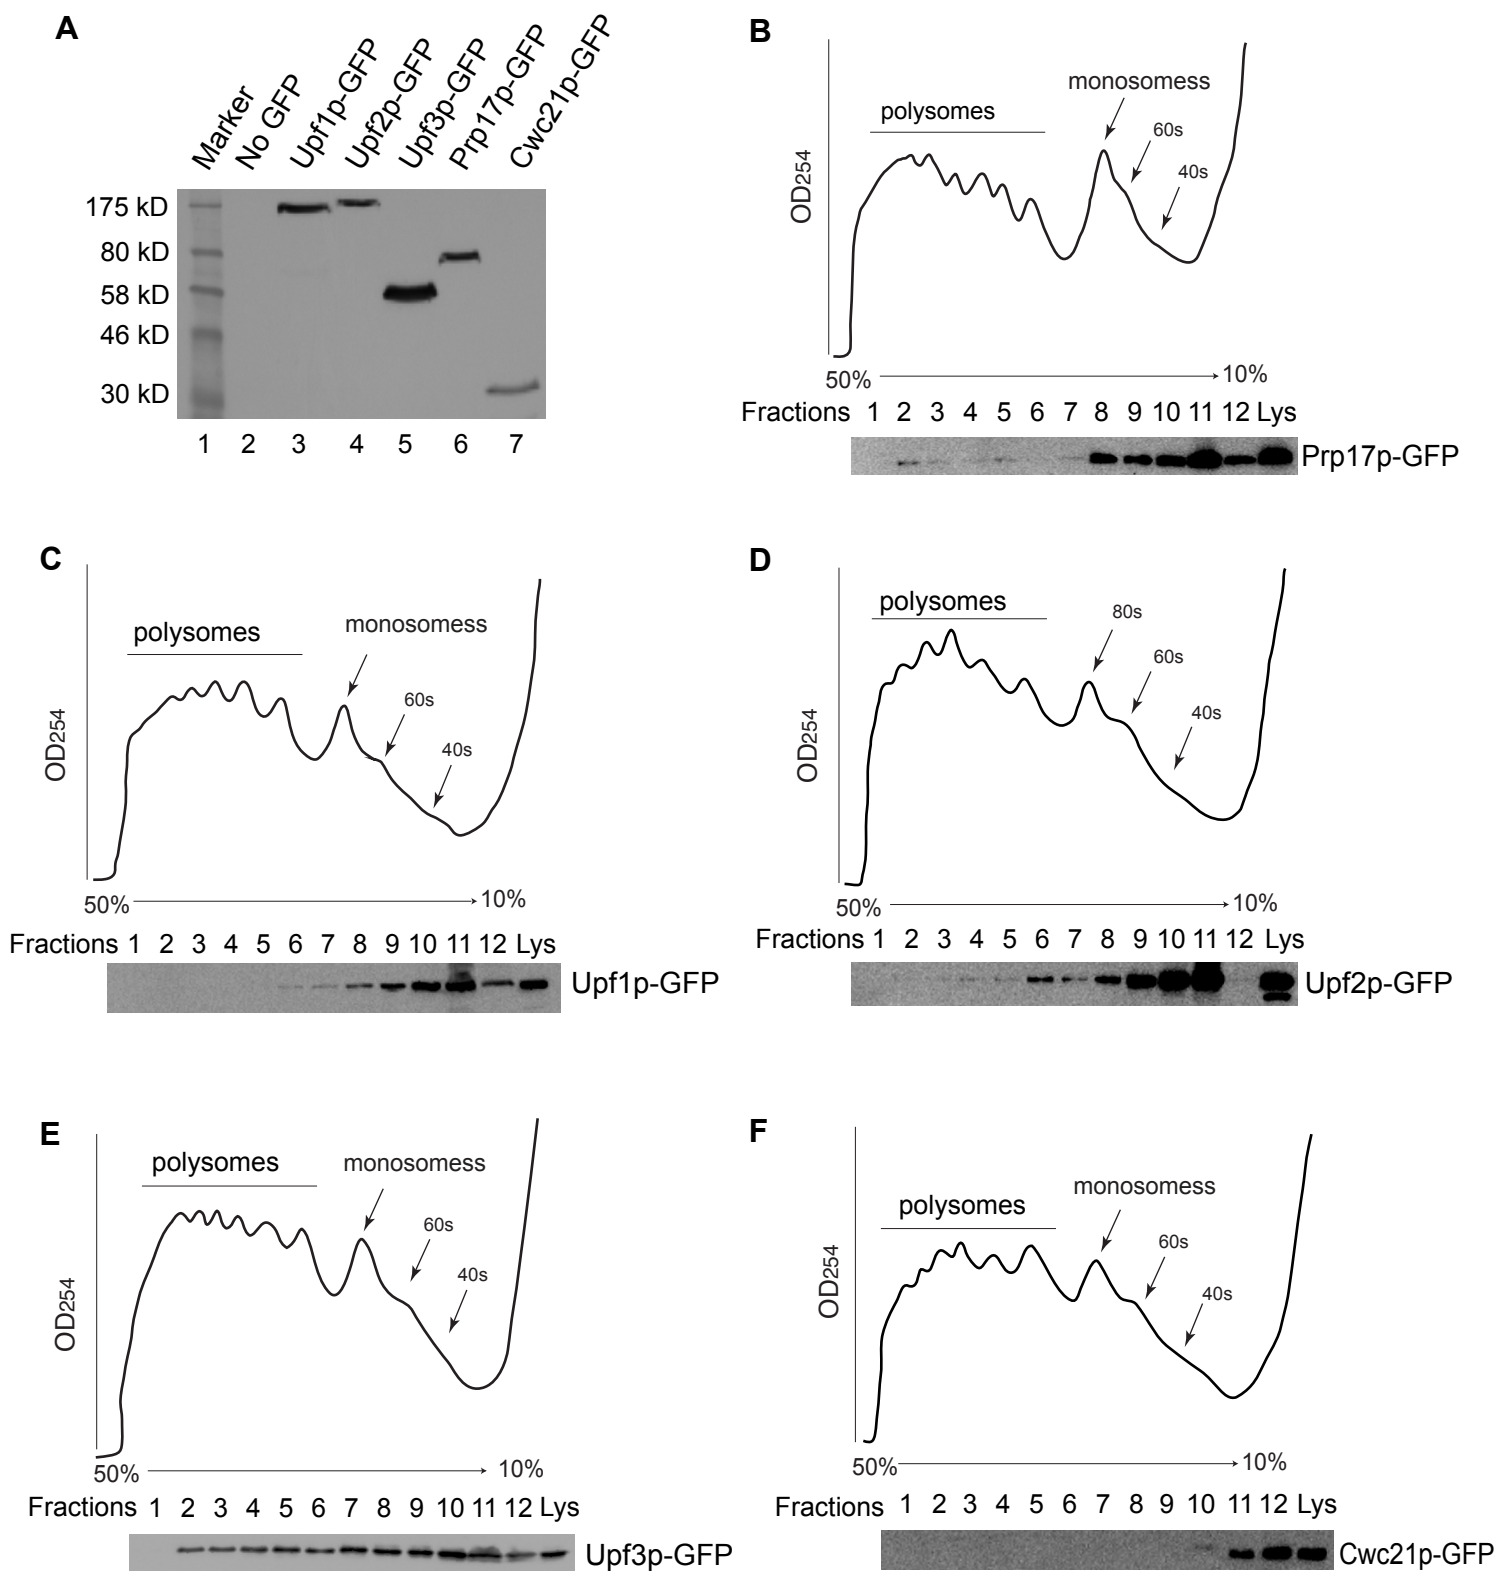 A
Marker No GFP Upf1p-GFP Upf2p-GFP Upf3p-GFP Prp17p-GFP Cwc21p-GFP
175 kD
80 kD
58 kD
46 kD
30 kD
1 2 3 4 5 6 7
B
monosomess
polysomes
60s
40s
OD254
50% 10%
Fractions 1 2 3 4 5 6 7 8 9 10 11 12 Lys
Prp17p-GFP
C
polysomes
monosomess
60s
40s
OD254
50% 10%
Fractions 1 2 3 4 5 6 7 8 9 10 11 12 Lys
Upf1p-GFP
D
polysomes
80s
60s
40s
OD254
50% 10%
Fractions 1 2 3 4 5 6 7 8 9 10 11 12 Lys
Upf2p-GFP
E
polysomes
monosomess
60s
40s
OD254
50% 10%
Fractions 1 2 3 4 5 6 7 8 9 10 11 12 Lys
Upf3p-GFP
F
monosomess
polysomes
60s
40s
OD254
50% 10%
Fractions 1 2 3 4 5 6 7 8 9 10 11 12 Lys
Cwc21p-GFP